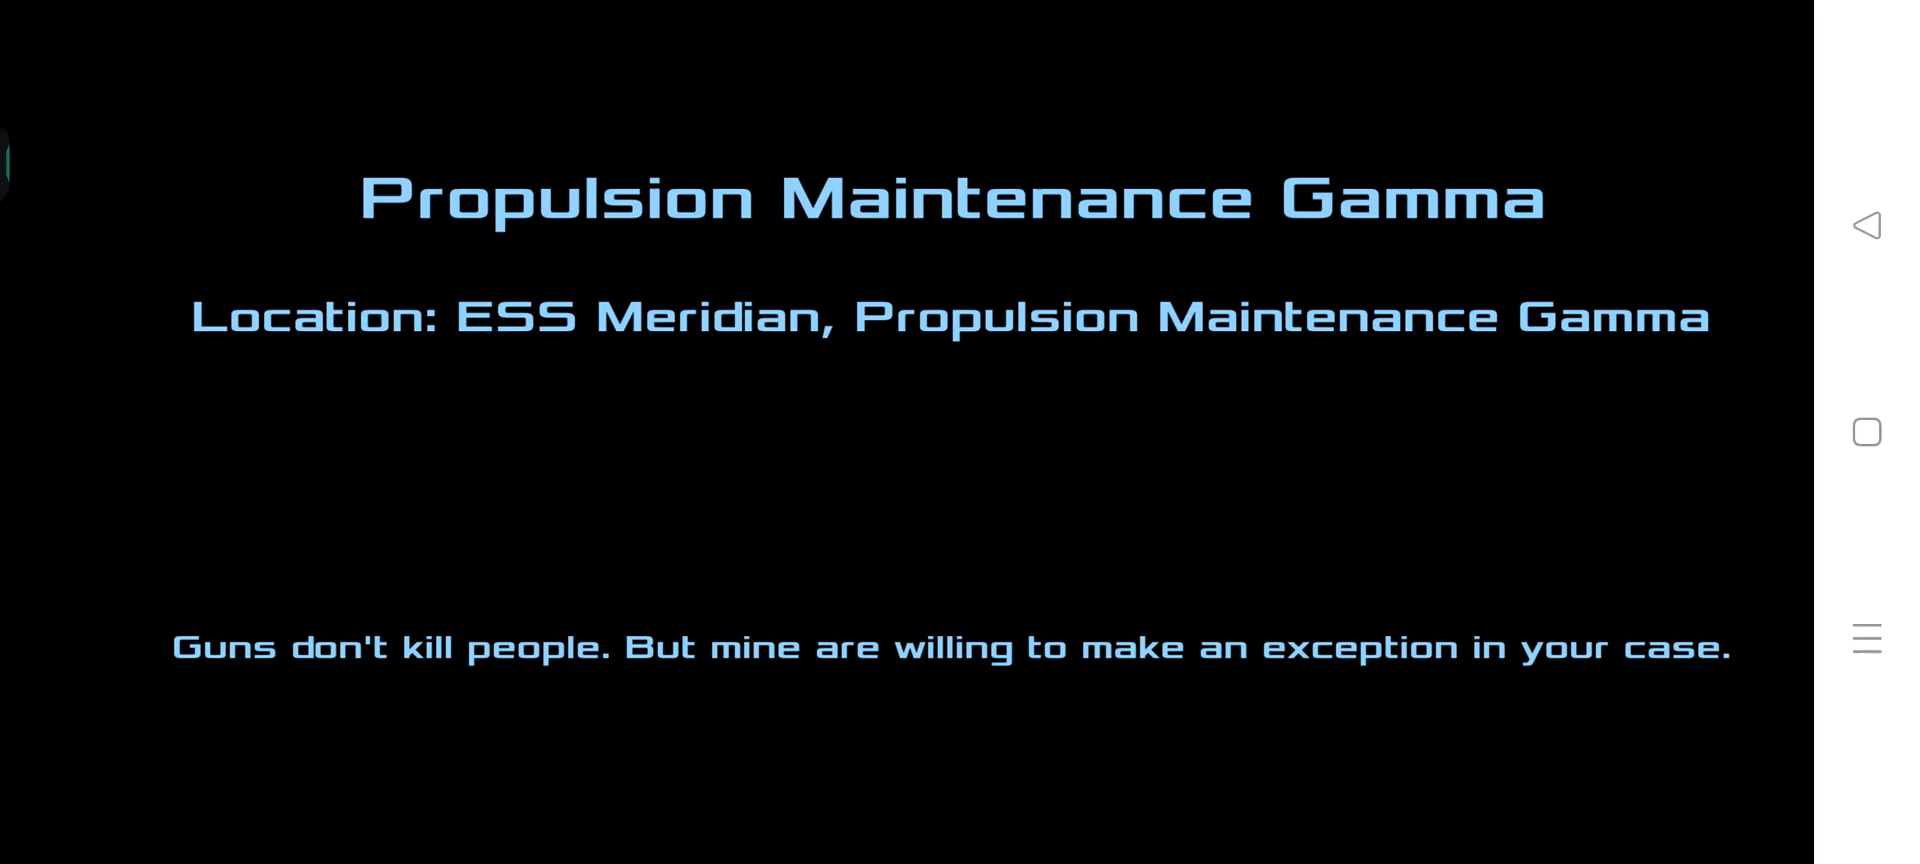 Propulsion Maintenance Gamma
Location: ESS Meridian, Propulsion Maintenance Gamma
Guns don't kill people. But mine are willing to make an exception in your case.